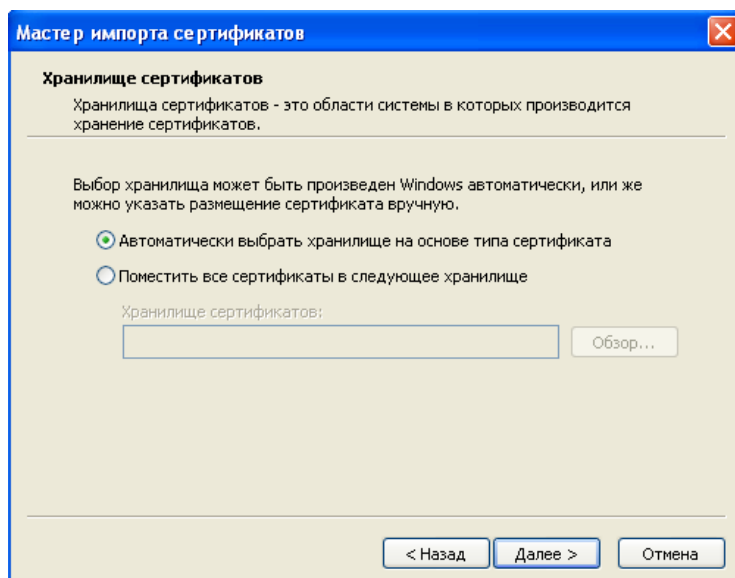 Мастер импорта сертификатов
Хранилище сертификатов
Хранилища сертификатов - это области системы в которых производится
хранение сертификатов.
Выбор хранилища может быть произведен Windows автоматически, или же
можно указать размещение сертификата вручную.
Автоматически выбрать хранилище на основе типа сертификата
Поместить все сертификаты в следующее хранилище
Хранилище сертификатов:
Обзор...
< Назад
Далее >
Отмена